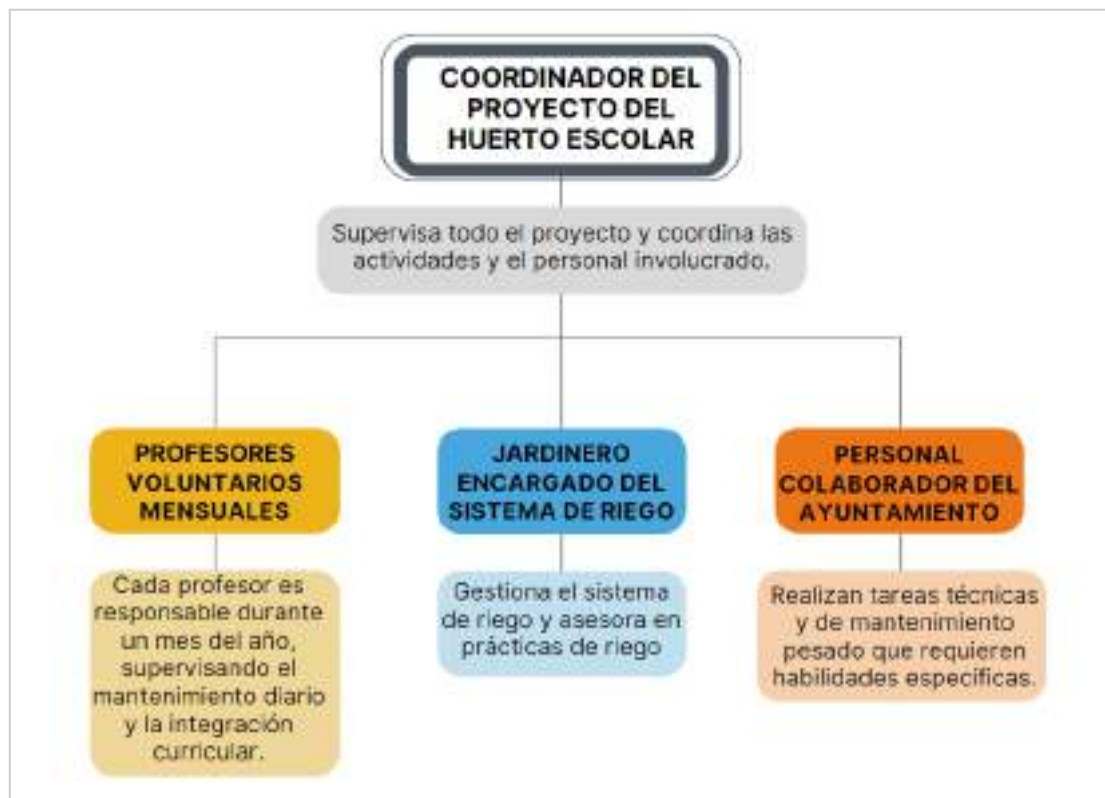 COORDINADOR DEL
PROYECTO DEL
HUERTO ESCOLAR
Supervisa todo el proyecto y coordina las
actividades y el personal involucrado.
PROFESORES
VOLUNTARIOS
MENSUALES
Cada profesor es
responsable durante
un mes del año,
supervisando el
mantenimiento diario
y la integración
curricular.
JARDINERO
ENCARGADO DEL
SISTEMA DE RIEGO
Gestiona el sistema
de riego y asesora en
prácticas de riego
PERSONAL
COLABORADOR DEL
AYUNTAMIENTO
Realizan tareas técnicas
y de mantenimiento
pesado que requieren
habilidades específicas.